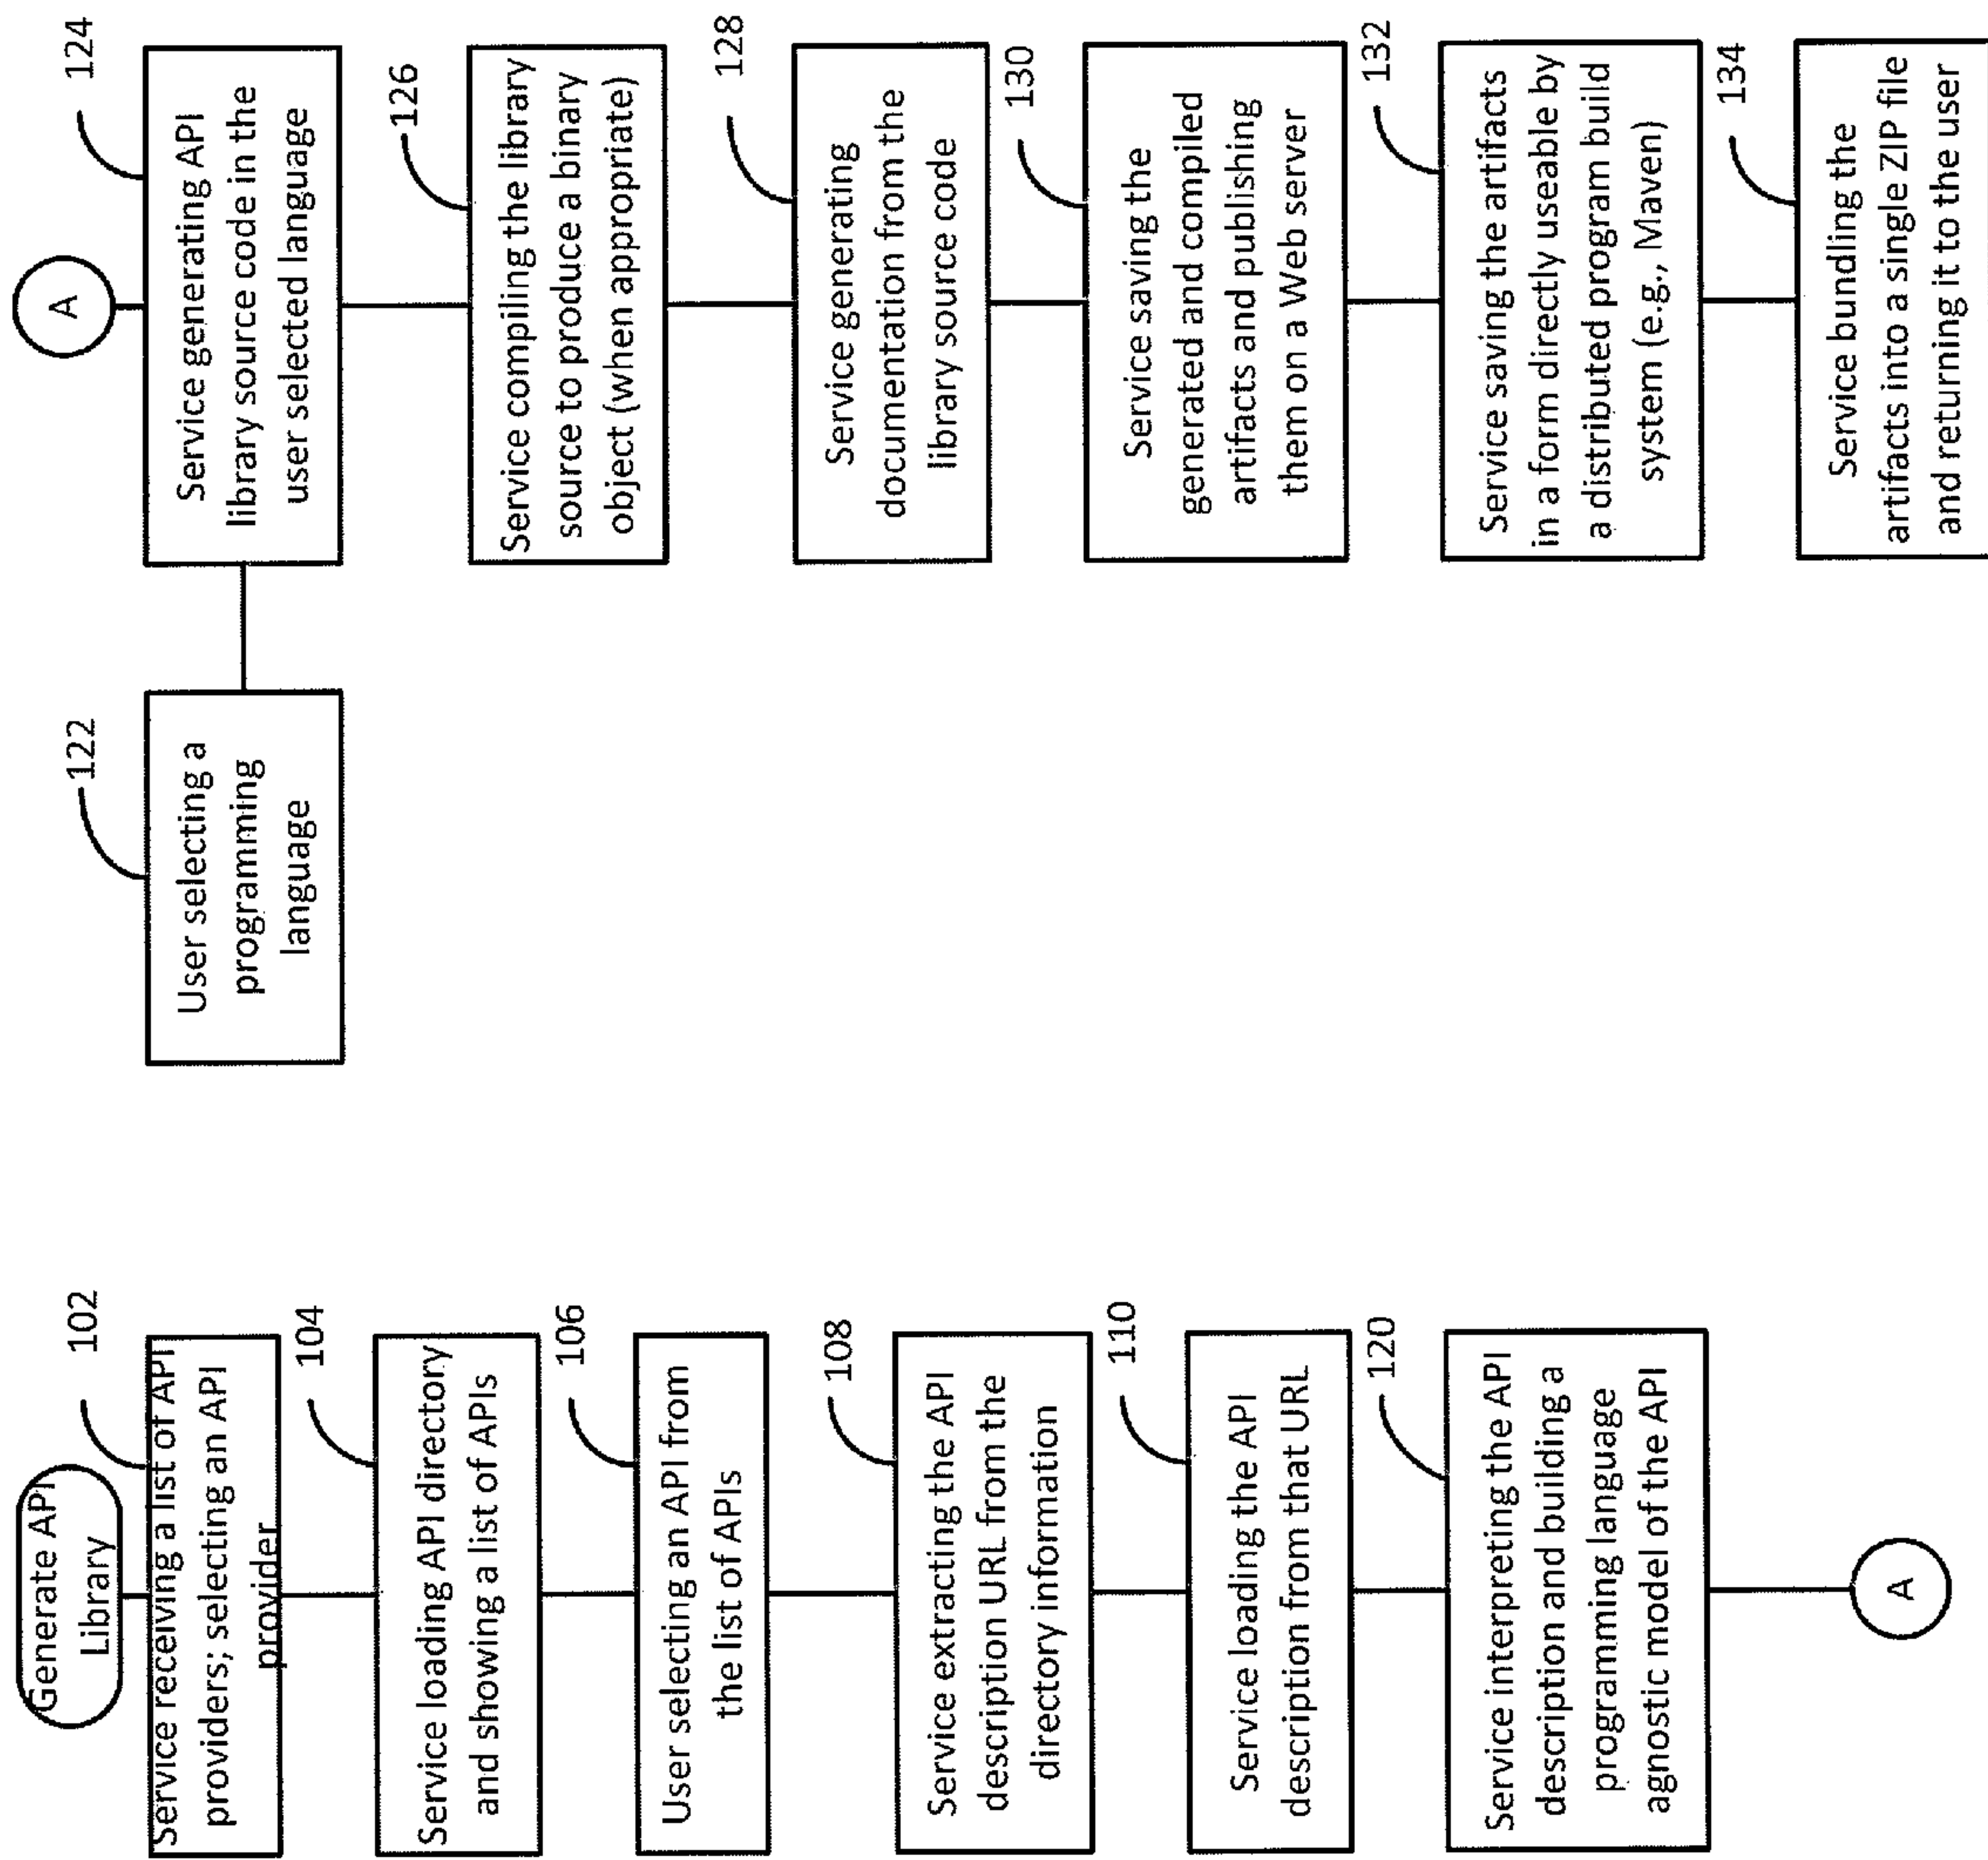 Generate API
Library
102
Service receiving a list of API
providers; selecting an API
provider
104
Service loading API directory
and showing a list of APIs
106
User selecting an API from
the list of APIs
108
Service extracting the API
description URL from the
directory information
110
Service loading the API
description from that URL
120
Service interpreting the API
description and building a
programming language
agnostic model of the API
A
A
122
User selecting a
programming
language
124
Service generating API
library source code in the
user selected language
126
Service compiling the library
source to produce a binary
object (when appropriate)
128
Service generating
documentation from the
library source code
130
Service saving the
generated and compiled
artifacts and publishing
them on a Web server
132
Service saving the artifacts
in a form directly useable by
a distributed program build
system (e.g., Maven)
134
Service bundling the
artifacts into a single ZIP file
and returning it to the user